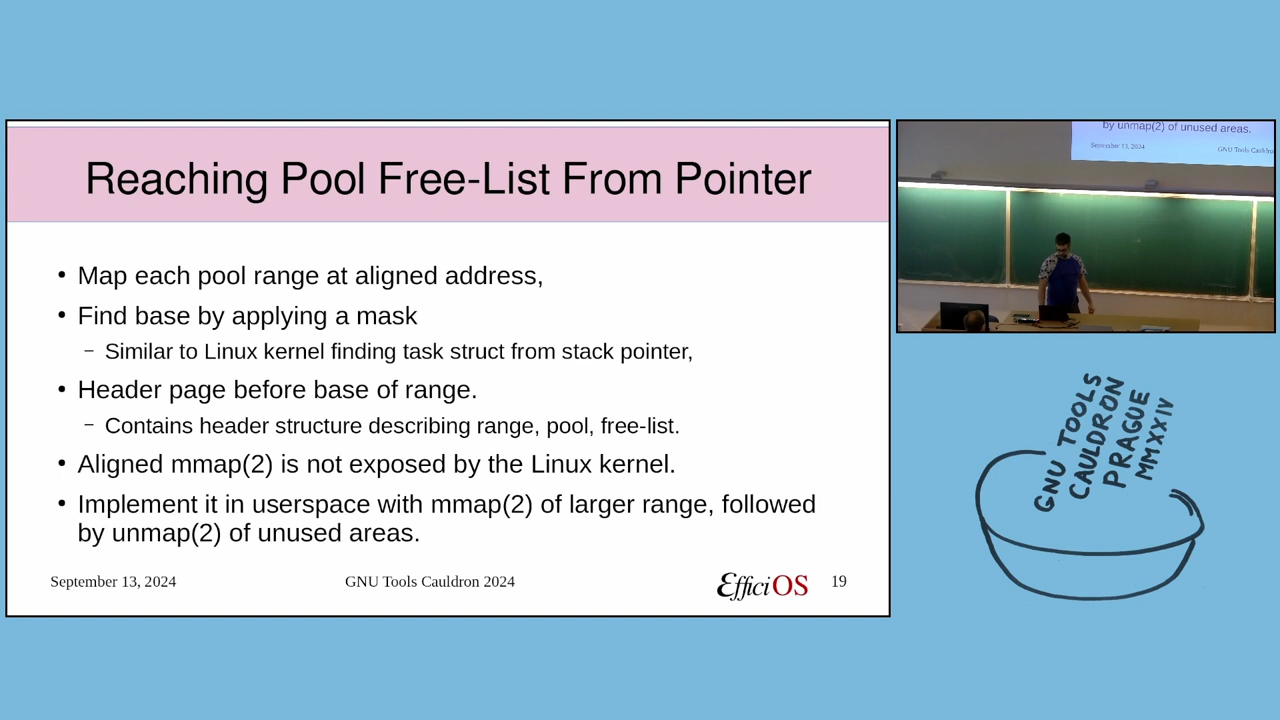 Reaching Pool Free-List From Pointer
• Map each pool range at aligned address,
• Find base by applying a mask
– Similar to Linux kernel finding task struct from stack pointer,
• Header page before base of range.
– Contains header structure describing range, pool, free-list.
• Aligned mmap(2) is not exposed by the Linux kernel.
• Implement it in userspace with mmap(2) of larger range, followed
by unmap(2) of unused areas.
September 13, 2024
GNU Tools Cauldron 2024
EfficiOS
19
by unmap(2) of unused areas.
September 13, 2024
GNU Tools Cauldro
GNU TOOLS
CAULDRON
PRAGUE
MMXXIV